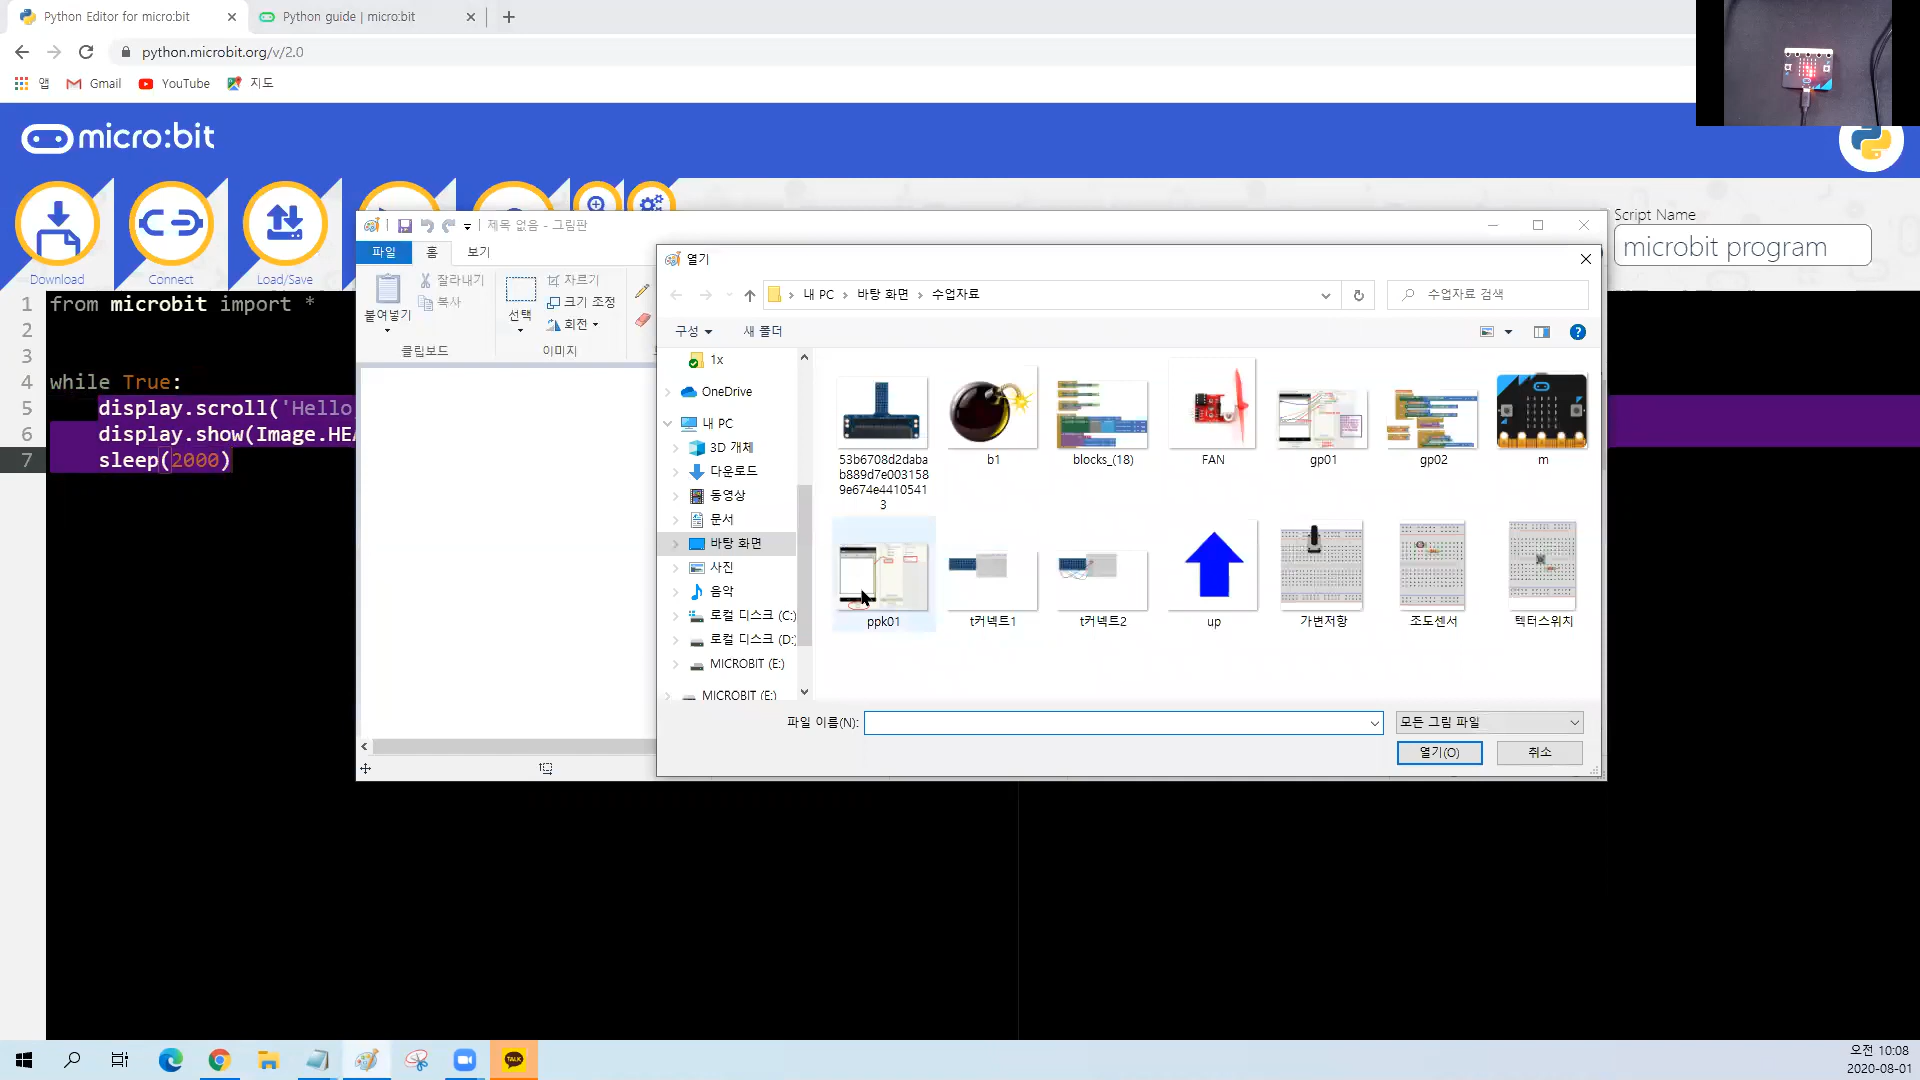 Python Editor for micro:bit
Python guide | micro:bit
python.microbit.org/v/2.0
앱
Gmail
YouTube
지도
micro:bit
Download
Connect
Load/Save
Script Name
microbit program
1 from microbit import *
2
3
4 while True:
5 display.scroll('Hello,
6 display.show(Image.HEA
7 sleep(2000)
제목 없음 - 그림판
파일
홈
보기
붙여넣기
잘라내기
복사
클립보드
선택
자르기
크기 조정
회전
이미지
열기
내 PC
바탕 화면
수업자료
수업자료 검색
구성
새 폴더
1x
OneDrive
내 PC
3D 개체
다운로드
동영상
문서
바탕 화면
사진
음악
로컬 디스크 (C:)
로컬 디스크 (D:)
MICROBIT (E:)
MICROBIT (E:)
53b6708d2daba
b889d7e003158
9e674e4410541
3
b1
blocks_(18)
FAN
gp01
gp02
m
ppk01
t커넥트1
t커넥트2
up
가변저항
조도센서
텍터스위치
파일 이름(N):
모든 그림 파일
열기(O)
취소
TALK
오전 10:08
2020-08-01